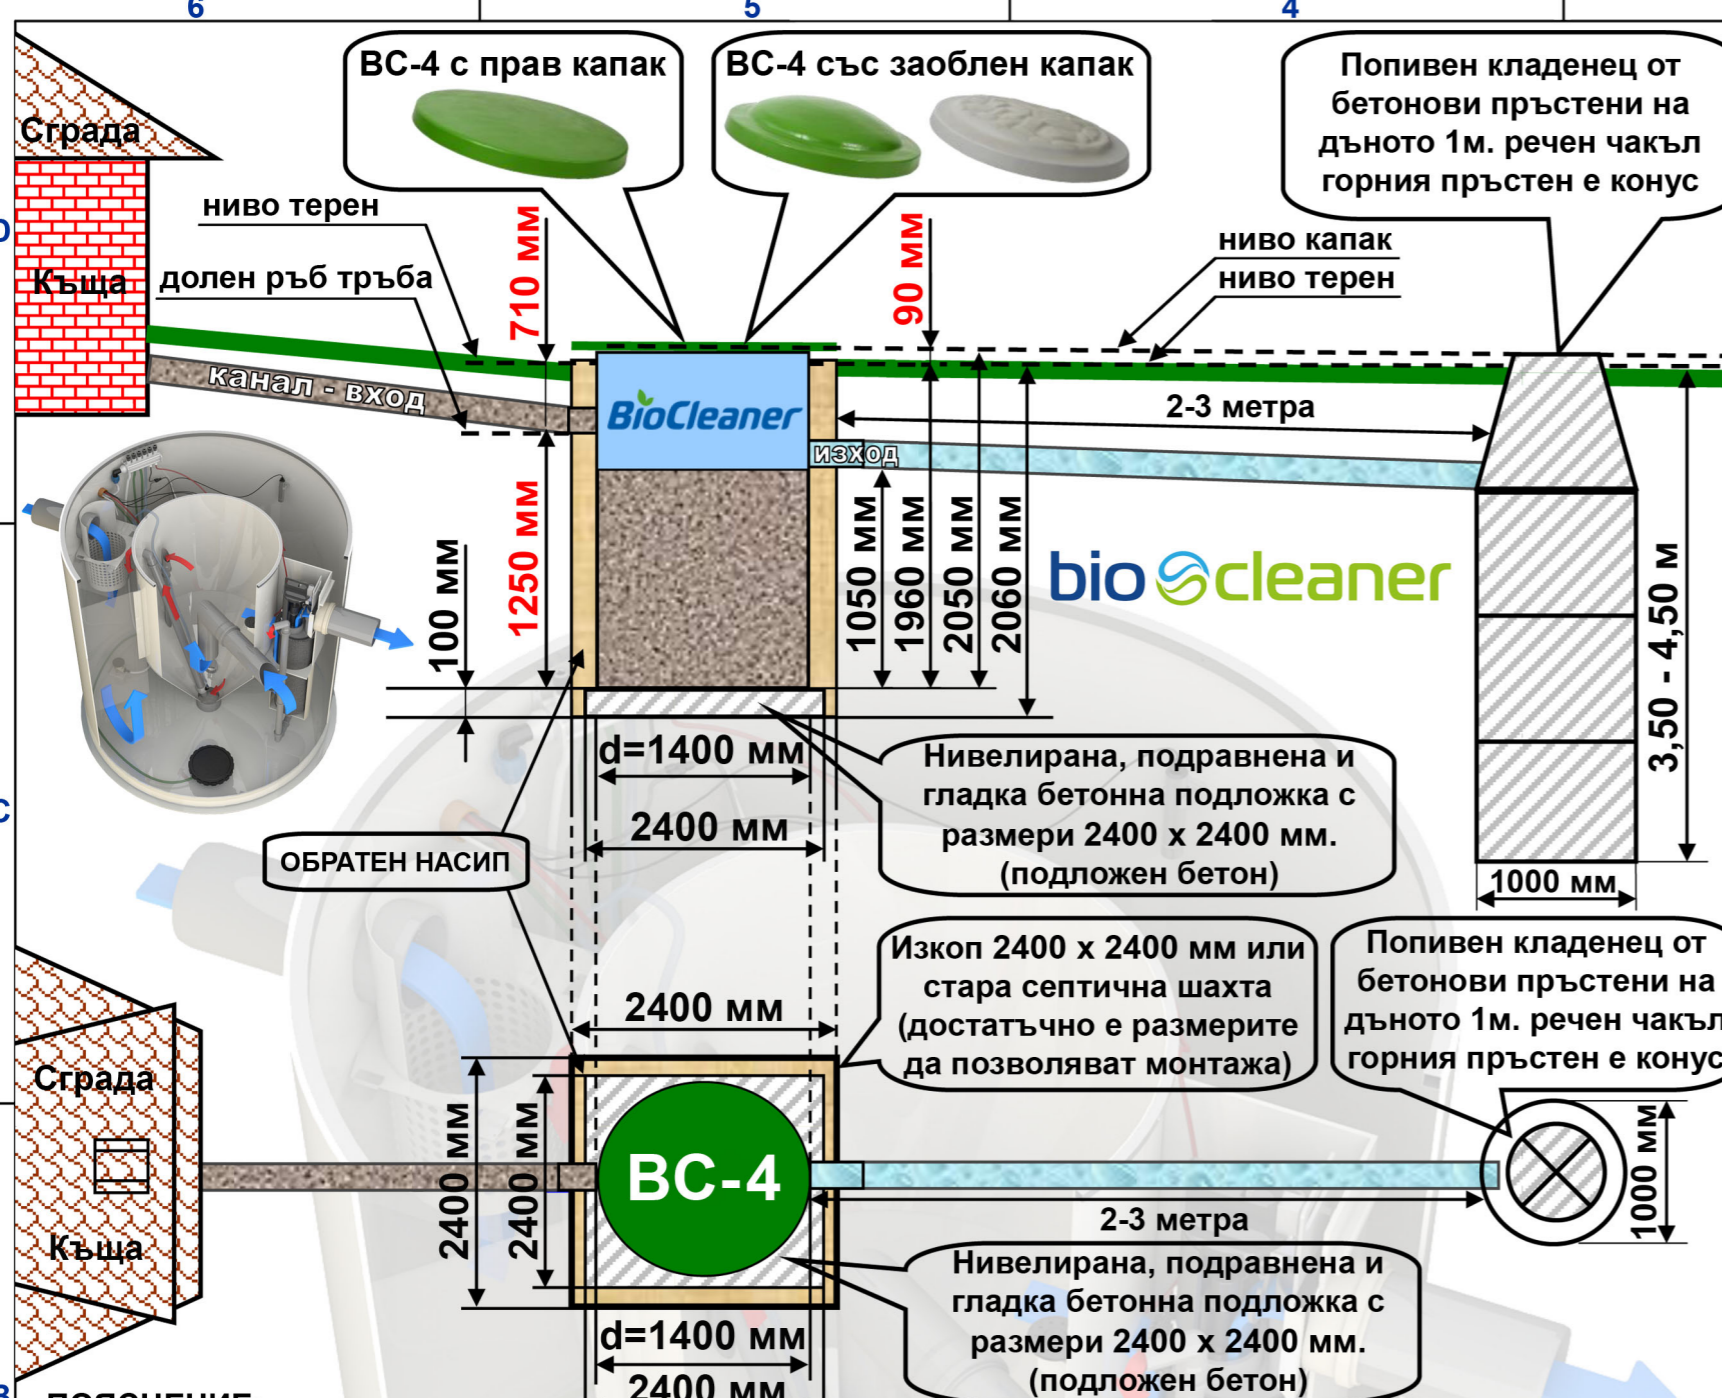 6
5
4
ВС-4 с прав капак
ВС-4 със заоблен капак
Попивен кладенец от
бетонови пръстени на
дъното 1м. речен чакъл
горния пръстен е конус
Сграда
Къща
D
ниво терен
долен ръб тръба
710 мм
90 мм
ниво капак
ниво терен
канал - вход
BioCleaner
2-3 метра
изход
100 мм
1250 мм
1050 мм
1960 мм
2050 мм
2060 мм
bio cleaner
3,50 - 4,50 м
d=1400 мм
2400 мм
Нивелирана, подравнена и
гладка бетонна подложка с
размери 2400 х 2400 мм.
(подложен бетон)
C
ОБРАТЕН НАСИП
1000 мм
Изкоп 2400 х 2400 мм или
стара септична шахта
(достатъчно е размерите
да позволяват монтажа)
Попивен кладенец от
бетонови пръстени на
дъното 1м. речен чакъл
горния пръстен е конус
2400 мм
Сграда
Къща
2400 мм
2400 мм
ВС-4
1000 мм
2-3 метра
Нивелирана, подравнена и
гладка бетонна подложка с
размери 2400 х 2400 мм.
(подложен бетон)
d=1400 мм
2400 мм
B